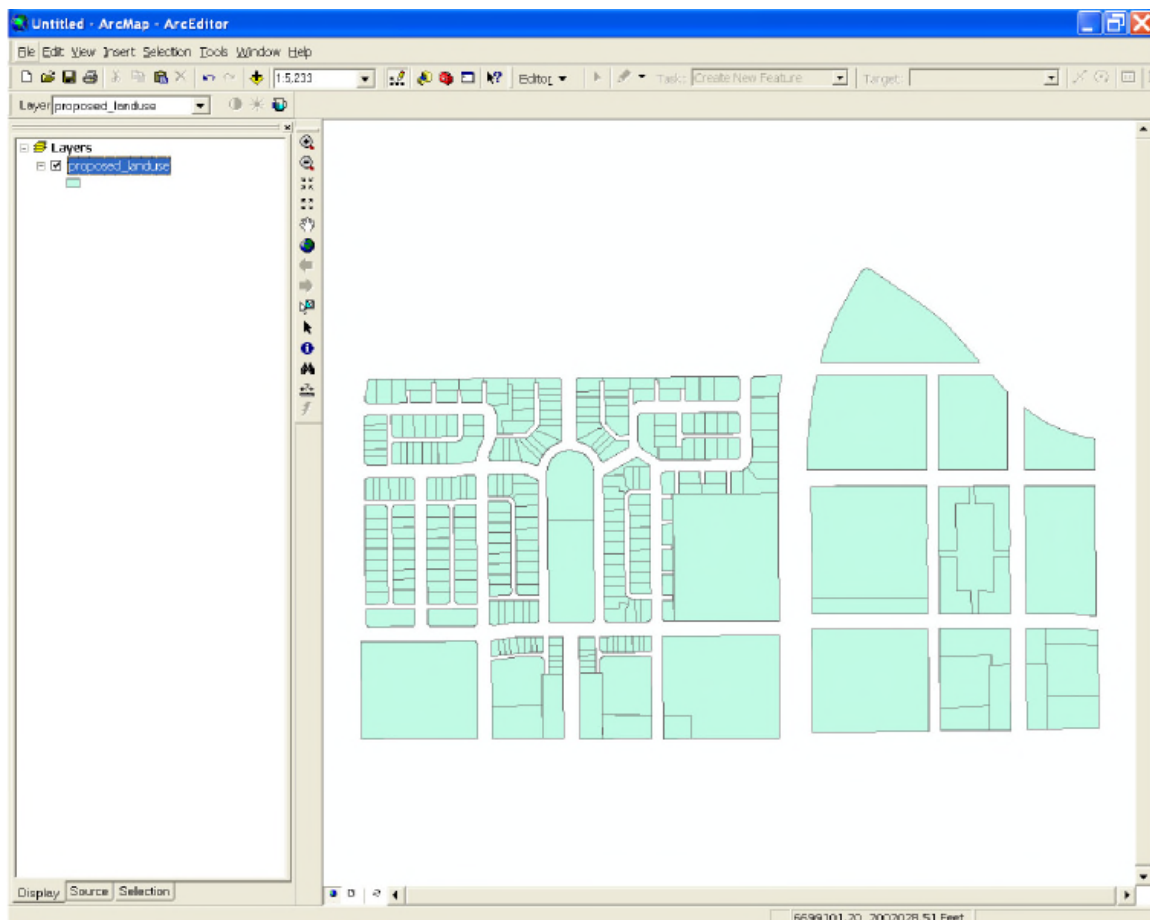 Untitled - ArcMap - ArcEditor
File Edit View Insert Selection Tools Window Help
1:5,233 Editor Task: Create New Feature Target:
Layer proposed_landuse
Layers
proposed_landuse
Display Source Selection
Feet